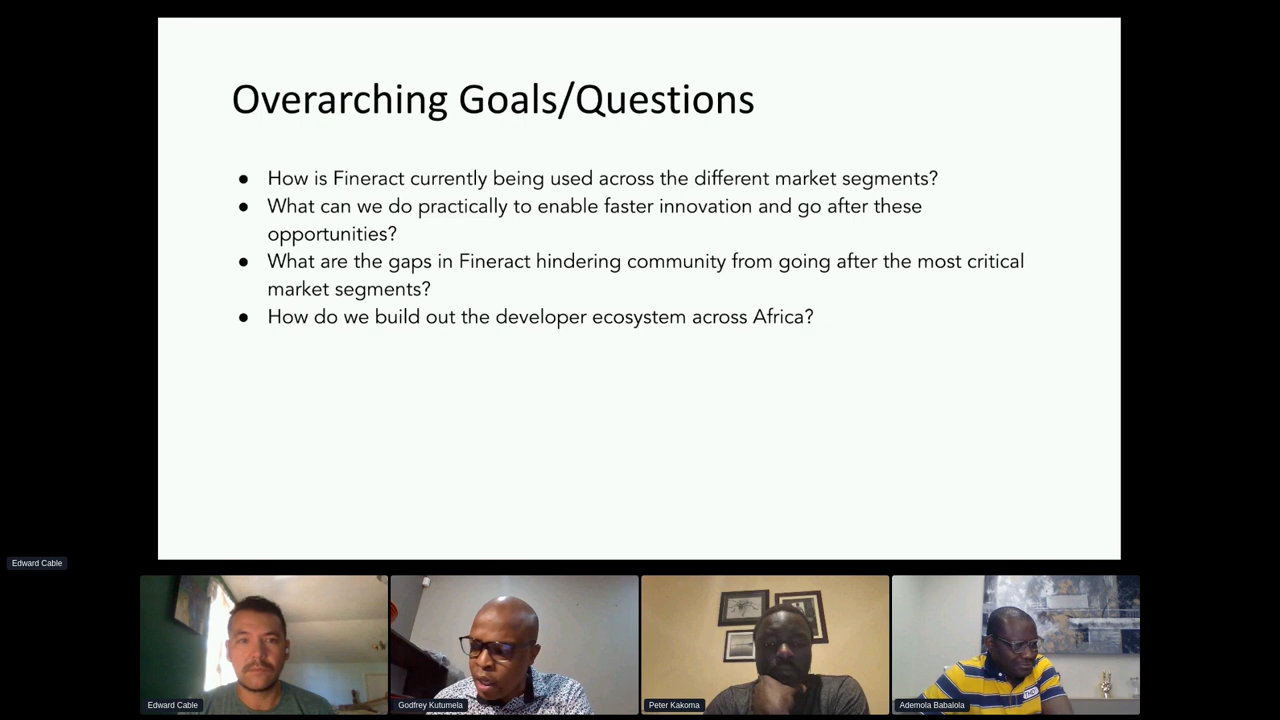 Overarching Goals/Questions
● How is Fineract currently being used across the different market segments?
● What can we do practically to enable faster innovation and go after these
opportunities?
● What are the gaps in Fineract hindering community from going after the most critical
market segments?
● How do we build out the developer ecosystem across Africa?
Edward Cable
Edward Cable
Godfrey Kutumela
Peter Kakoma
Ademola Babalola